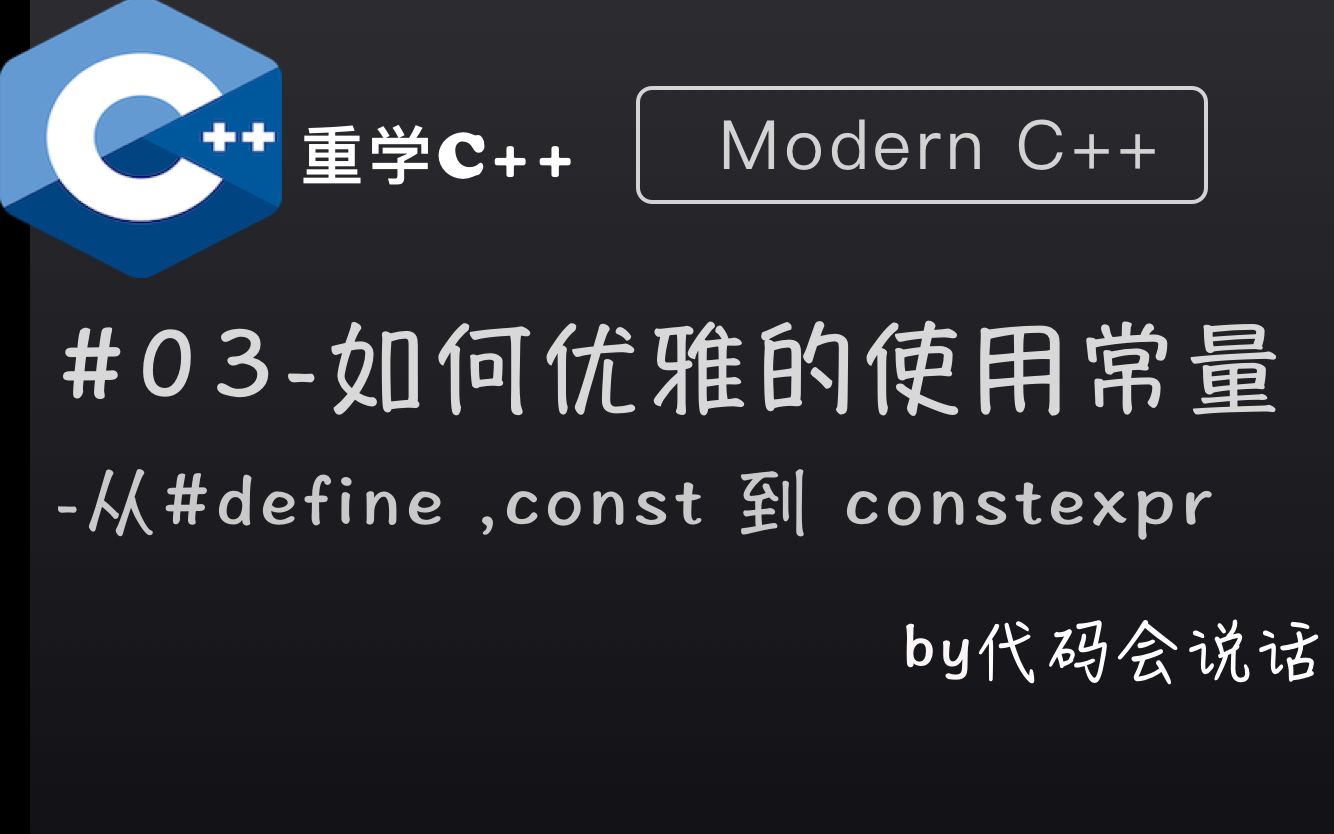 C++
重学C++
Modern C++
#03-如何优雅的使用常量
-从#define ,const 到 constexpr
by代码会说话